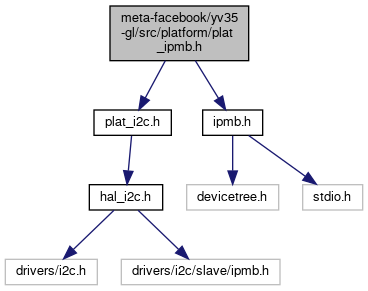 meta-facebook/yv35
-gl/src/platform/plat
_ipmb.h
plat_i2c.h
ipmb.h
hal_i2c.h
devicetree.h
stdio.h
drivers/i2c.h
drivers/i2c/slave/ipmb.h